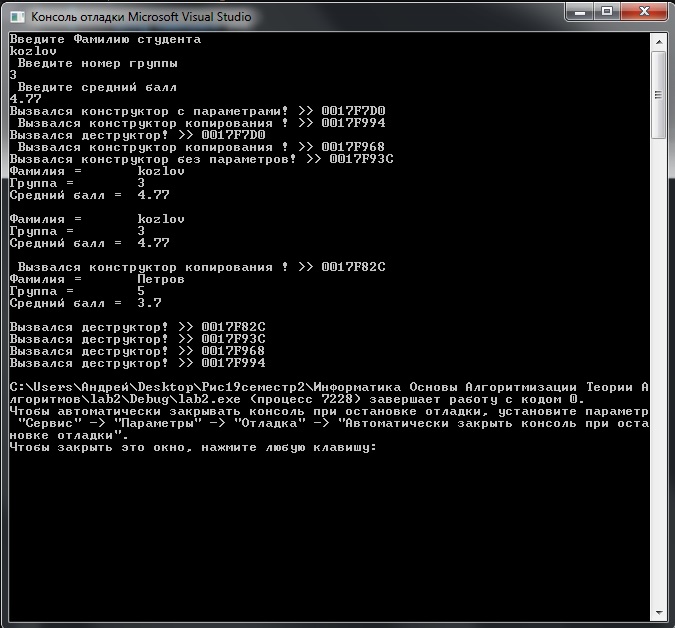 Консоль отладки Microsoft Visual Studio
Введите Фамилию студента
kozlov
Введите номер группы
3
Введите средний балл
4.77
Вызвался конструктор с параметрами! >> 0017F7D0
Вызвался конструктор копирования ! >> 0017F994
Вызвался деструктор! >> 0017F7D0
Вызвался конструктор копирования ! >> 0017F968
Вызвался конструктор без параметров! >> 0017F93C
Фамилия = kozlov
Группа = 3
Средний балл = 4.77
Фамилия = kozlov
Группа = 3
Средний балл = 4.77
Вызвался конструктор копирования ! >> 0017F82C
Фамилия = Петров
Группа = 5
Средний балл = 3.7
Вызвался деструктор! >> 0017F82C
Вызвался деструктор! >> 0017F93C
Вызвался деструктор! >> 0017F968
Вызвался деструктор! >> 0017F994
C:\Users\Андрей\Desktop\Рис19семестр2\Информатика Основы Алгоритмизации Теории А
лгоритмов\lab2\Debug\lab2.exe (процесс 7228) завершает работу с кодом 0.
Чтобы автоматически закрывать консоль при остановке отладки, установите параметр
"Сервис" -> "Параметры" -> "Отладка" -> "Автоматически закрыть консоль при оста
новке отладки".
Чтобы закрыть это окно, нажмите любую клавишу: